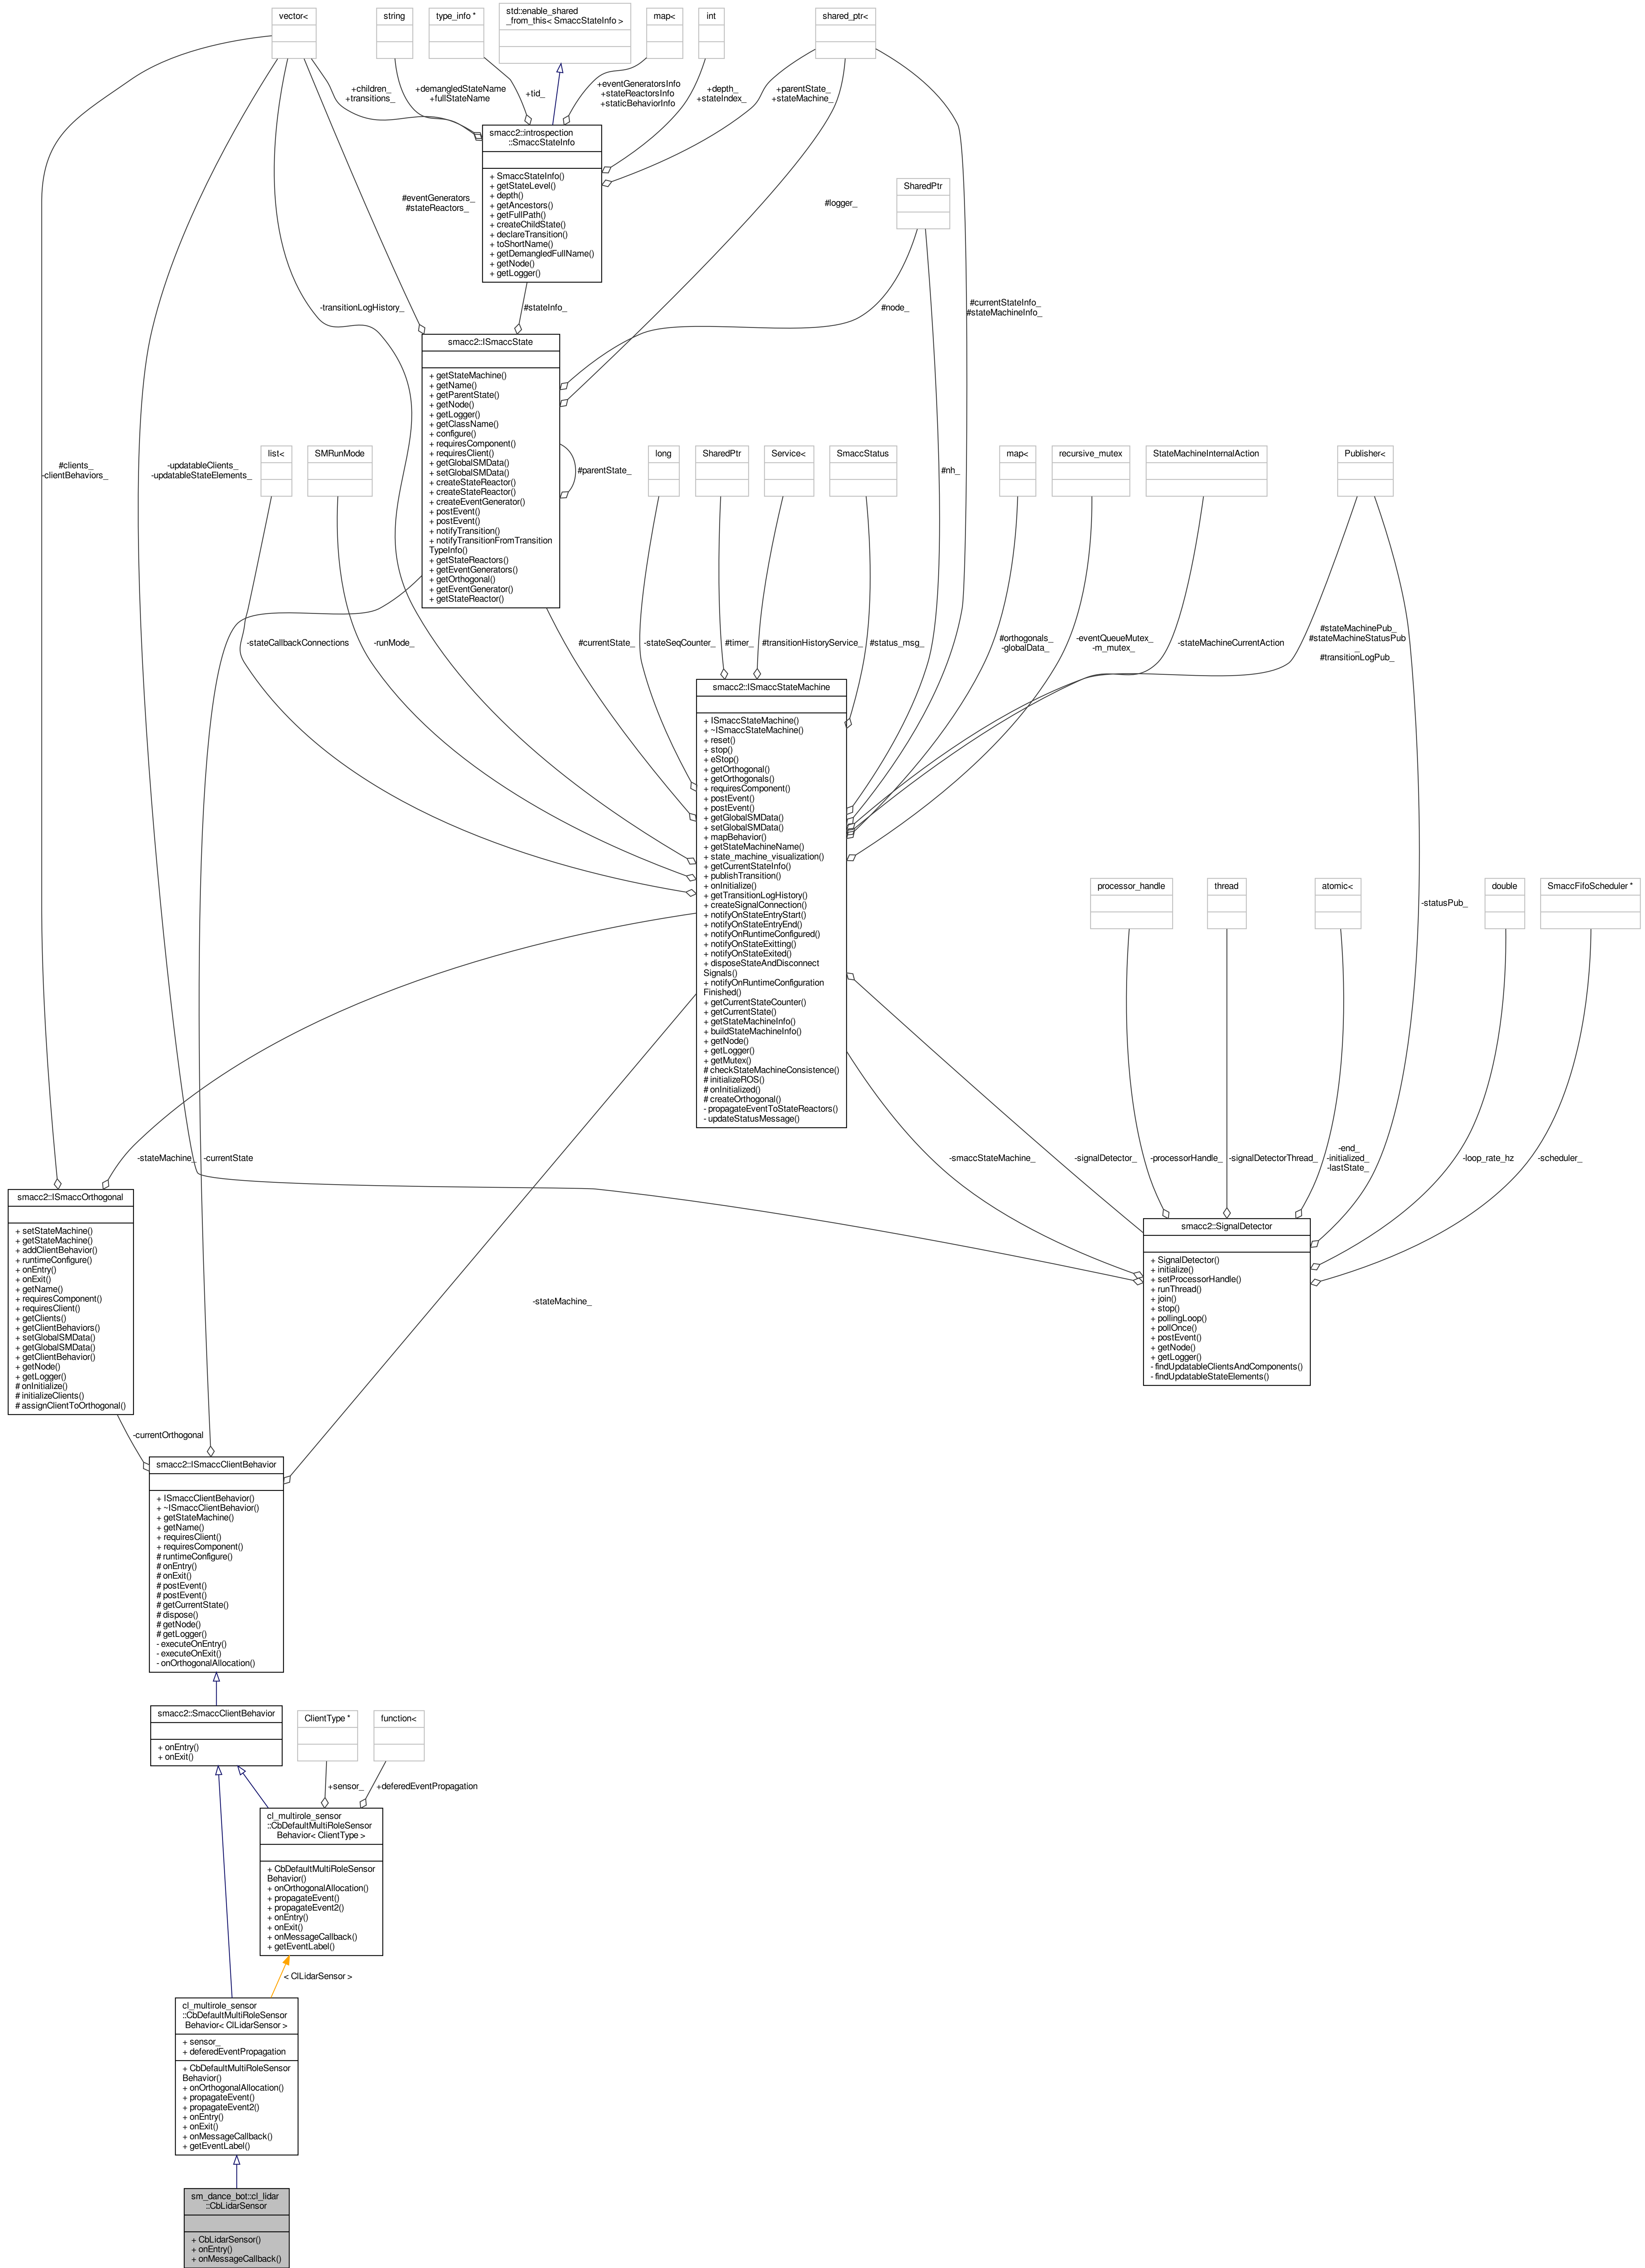 vector<
string
type_info *
std::enable_shared
_from_this< SmaccStateInfo >
map<
int
shared_ptr<
+children_
+transitions_
+demangledStateName
+fullStateName
+tid_
+eventGeneratorsInfo
+stateReactorsInfo
+staticBehaviorInfo
+depth_
+stateIndex_
+parentState_
+stateMachine_
smacc2::introspection
::SmaccStateInfo
+ SmaccStateInfo()
+ getStateLevel()
+ depth()
+ getAncestors()
+ getFullPath()
+ createChildState()
+ declareTransition()
+ toShortName()
+ getDemangledFullName()
+ getNode()
+ getLogger()
SharedPtr
#eventGenerators_
#stateReactors_
#logger_
-transitionLogHistory_
#stateInfo_
#node_
#currentStateInfo_
#stateMachineInfo_
smacc2::ISmaccState
+ getStateMachine()
+ getName()
+ getParentState()
+ getNode()
+ getLogger()
+ getClassName()
+ configure()
+ requiresComponent()
+ requiresClient()
+ getGlobalSMData()
+ setGlobalSMData()
+ createStateReactor()
+ createStateReactor()
+ createEventGenerator()
+ postEvent()
+ postEvent()
+ notifyTransition()
+ notifyTransitionFromTransition
TypeInfo()
+ getStateReactors()
+ getEventGenerators()
+ getOrthogonal()
+ getEventGenerator()
+ getStateReactor()
#clients_
-clientBehaviors_
-updatableClients_
-updatableStateElements_
list<
SMRunMode
#parentState_
long
SharedPtr
Service<
SmaccStatus
#nh_
map<
recursive_mutex
StateMachineInternalAction
Publisher<
-stateCallbackConnections
-runMode_
#currentState_
-stateSeqCounter_
#timer_
#transitionHistoryService_
#status_msg_
#orthogonals_
-globalData_
-eventQueueMutex_
-m_mutex_
-stateMachineCurrentAction
#stateMachinePub_
#stateMachineStatusPub
_
#transitionLogPub_
smacc2::ISmaccStateMachine
+ ISmaccStateMachine()
+ ~ISmaccStateMachine()
+ reset()
+ stop()
+ eStop()
+ getOrthogonal()
+ getOrthogonals()
+ requiresComponent()
+ postEvent()
+ postEvent()
+ getGlobalSMData()
+ setGlobalSMData()
+ mapBehavior()
+ getStateMachineName()
+ state_machine_visualization()
+ getCurrentStateInfo()
+ publishTransition()
+ onInitialize()
+ getTransitionLogHistory()
+ createSignalConnection()
+ notifyOnStateEntryStart()
+ notifyOnStateEntryEnd()
+ notifyOnRuntimeConfigured()
+ notifyOnStateExitting()
+ notifyOnStateExited()
+ disposeStateAndDisconnect
Signals()
+ notifyOnRuntimeConfiguration
Finished()
+ getCurrentStateCounter()
+ getCurrentState()
+ getStateMachineInfo()
+ buildStateMachineInfo()
+ getNode()
+ getLogger()
+ getMutex()
# checkStateMachineConsistence()
# initializeROS()
# onInitialized()
# createOrthogonal()
- propagateEventToStateReactors()
- updateStatusMessage()
processor_handle
thread
atomic<
double
SmaccFifoScheduler *
-statusPub_
-stateMachine_
-currentState
-smaccStateMachine_
-signalDetector_
-processorHandle_
-signalDetectorThread_
-end_
-initialized_
-lastState_
-loop_rate_hz
-scheduler_
smacc2::ISmaccOrthogonal
+ setStateMachine()
+ getStateMachine()
+ addClientBehavior()
+ runtimeConfigure()
+ onEntry()
+ onExit()
+ getName()
+ requiresComponent()
+ requiresClient()
+ getClients()
+ getClientBehaviors()
+ setGlobalSMData()
+ getGlobalSMData()
+ getClientBehavior()
+ getNode()
+ getLogger()
# onInitialize()
# initializeClients()
# assignClientToOrthogonal()
smacc2::SignalDetector
+ SignalDetector()
+ initialize()
+ setProcessorHandle()
+ runThread()
+ join()
+ stop()
+ pollingLoop()
+ pollOnce()
+ postEvent()
+ getNode()
+ getLogger()
- findUpdatableClientsAndComponents()
- findUpdatableStateElements()
-stateMachine_
-currentOrthogonal
smacc2::ISmaccClientBehavior
+ ISmaccClientBehavior()
+ ~ISmaccClientBehavior()
+ getStateMachine()
+ getName()
+ requiresClient()
+ requiresComponent()
# runtimeConfigure()
# onEntry()
# onExit()
# postEvent()
# postEvent()
# getCurrentState()
# dispose()
# getNode()
# getLogger()
- executeOnEntry()
- executeOnExit()
- onOrthogonalAllocation()
smacc2::SmaccClientBehavior
+ onEntry()
+ onExit()
ClientType *
function<
+sensor_
+deferedEventPropagation
cl_multirole_sensor
::CbDefaultMultiRoleSensor
Behavior< ClientType >
+ CbDefaultMultiRoleSensor
Behavior()
+ onOrthogonalAllocation()
+ propagateEvent()
+ propagateEvent2()
+ onEntry()
+ onExit()
+ onMessageCallback()
+ getEventLabel()
< ClLidarSensor >
cl_multirole_sensor
::CbDefaultMultiRoleSensor
Behavior< ClLidarSensor >
+ sensor_
+ deferedEventPropagation
+ CbDefaultMultiRoleSensor
Behavior()
+ onOrthogonalAllocation()
+ propagateEvent()
+ propagateEvent2()
+ onEntry()
+ onExit()
+ onMessageCallback()
+ getEventLabel()
sm_dance_bot::cl_lidar
::CbLidarSensor
+ CbLidarSensor()
+ onEntry()
+ onMessageCallback()